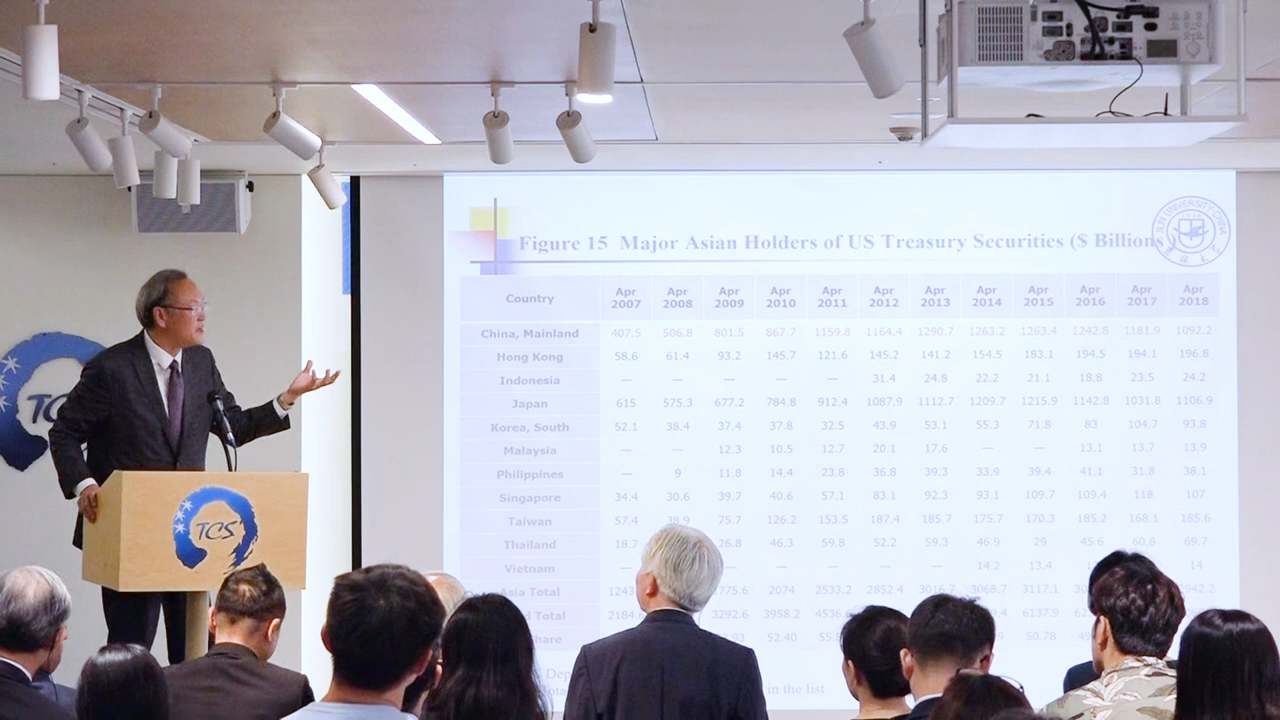 Figure 15 Major Asian Holders of US Treasury Securities ($ Billions)
UNIVERSITY CHINA
Country Apr 2007 Apr 2008 Apr 2009 Apr 2010 Apr 2011 Apr 2012 Apr 2013 Apr 2014 Apr 2015 Apr 2016 Apr 2017 Apr 2018
China, Mainland 407.5 506.8 801.5 867.7 1159.8 1164.4 1290.7 1263.2 1263.4 1242.8 1181.9 1092.2
Hong Kong 58.6 61.4 93.2 145.7 121.6 145.2 141.2 154.5 183.1 194.5 194.1 196.8
Indonesia — — — — — 31.4 24.8 22.2 21.1 18.8 23.5 24.2
Japan 615 575.3 677.2 784.8 912.4 1087.9 1112.7 1209.7 1215.9 1142.8 1031.8 1106.9
Korea, South 52.1 38.4 37.4 37.8 32.5 43.9 53.1 55.3 71.8 83 104.7 93.8
Malaysia — — 12.3 10.5 12.7 20.1 17.6 — — 13.1 13.7 13.9
Philippines — 9 11.8 14.4 23.8 36.8 39.3 33.9 39.4 41.1 31.8 38.1
Singapore 34.4 30.6 39.7 40.6 57.1 83.1 92.3 93.1 109.7 109.4 118 107
Taiwan 57.4 38.9 75.7 126.2 153.5 187.4 185.7 175.7 170.3 185.2 168.1 185.6
Thailand 18.7 26.8 46.3 59.8 52.2 59.3 46.9 29 45.6 60.8 69.7
Vietnam — — — — — — — 14.2 13.4 14
Asia Total 1243 2074 2533.2 2852.4 3016.7 3068.7 3117.1
Total 3292.6 3958.2 6137.9
52.40 50.78
in the list
TCS
TCS